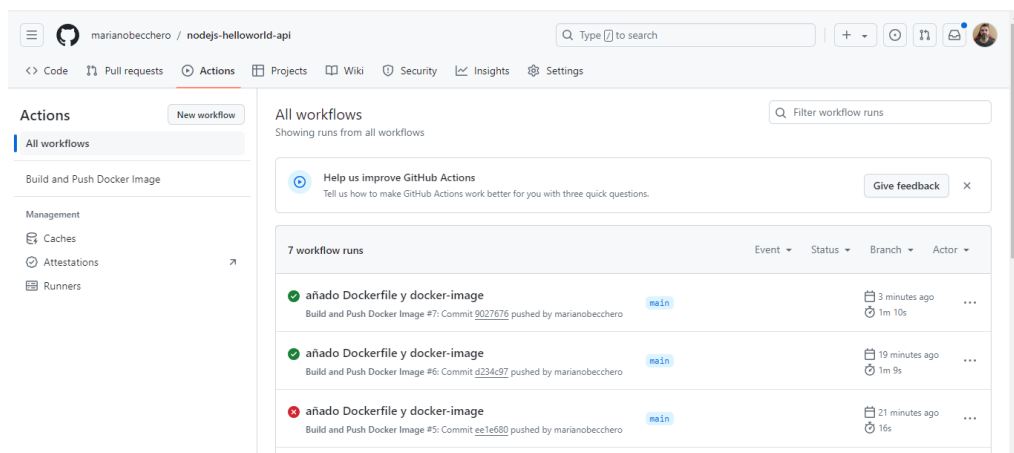 marianobecchero / nodejs-helloworld-api
Type / to search
Code Pull requests Actions Projects Wiki Security Insights Settings
Actions
New workflow
All workflows
Build and Push Docker Image
Management
Caches
Attestations
Runners
All workflows
Showing runs from all workflows
Filter workflow runs
Help us improve GitHub Actions
Tell us how to make GitHub Actions work better for you with three quick questions.
Give feedback
7 workflow runs
Event Status Branch Actor
añado Dockerfile y docker-image
Build and Push Docker Image #7: Commit 9027676 pushed by marianobecchero
main
3 minutes ago
1m 10s
añado Dockerfile y docker-image
Build and Push Docker Image #6: Commit d234c97 pushed by marianobecchero
main
19 minutes ago
1m 9s
añado Dockerfile y docker-image
Build and Push Docker Image #5: Commit ee1e680 pushed by marianobecchero
main
21 minutes ago
16s